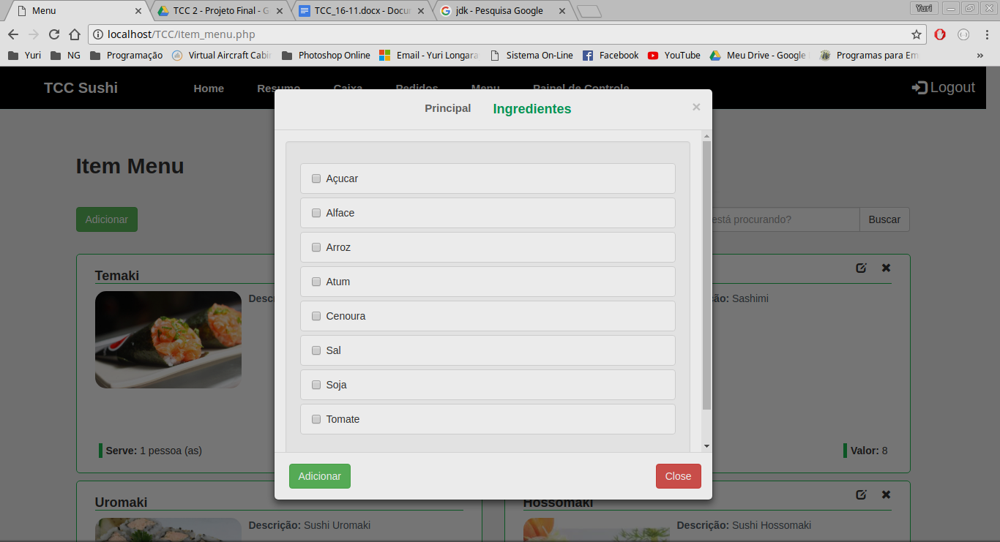 Menu
TCC 2 - Projeto Final - G
TCC_16-11.docx - Docu
jdk - Pesquisa Google
Yuri
localhost/TCC/item_menu.php
Yuri
NG
Programação
Virtual Aircraft Cabi
Photoshop Online
Email - Yuri Longara
Sistema On-Line
Facebook
YouTube
Meu Drive - Google
Programas para Em
»
TCC Sushi
Home
Resumo
Caixa
Pedidos
Menu
Painel de Controle
Logout
Principal
Ingredientes
×
Item Menu
Adicionar
está procurando?
Buscar
Açucar
Alface
Arroz
Atum
Cenoura
Sal
Soja
Tomate
Adicionar
Close
Temaki
Descri
ão: Sashimi
Serve: 1 pessoa (as)
Valor: 8
Uromaki
Descrição: Sushi Uromaki
Hossomaki
Descrição: Sushi Hossomaki